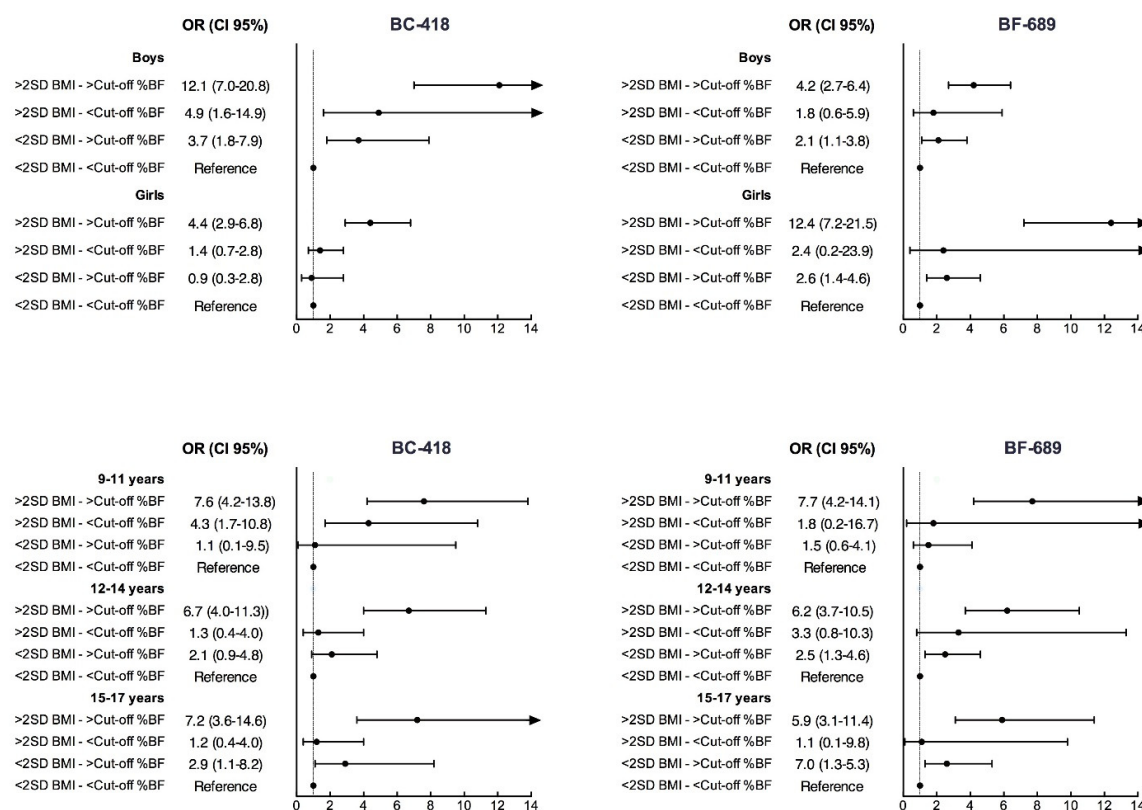 OR (CI 95%) BC-418
Boys
>2SD BMI - >Cut-off %BF 12.1 (7.0-20.8)
>2SD BMI - <Cut-off %BF 4.9 (1.6-14.9)
<2SD BMI - >Cut-off %BF 3.7 (1.8-7.9)
<2SD BMI - <Cut-off %BF Reference
Girls
>2SD BMI - >Cut-off %BF 4.4 (2.9-6.8)
>2SD BMI - <Cut-off %BF 1.4 (0.7-2.8)
<2SD BMI - >Cut-off %BF 0.9 (0.3-2.8)
<2SD BMI - <Cut-off %BF Reference
0 2 4 6 8 10 12 14
OR (CI 95%) BF-689
Boys
>2SD BMI - >Cut-off %BF 4.2 (2.7-6.4)
>2SD BMI - <Cut-off %BF 1.8 (0.6-5.9)
<2SD BMI - >Cut-off %BF 2.1 (1.1-3.8)
<2SD BMI - <Cut-off %BF Reference
Girls
>2SD BMI - >Cut-off %BF 12.4 (7.2-21.5)
>2SD BMI - <Cut-off %BF 2.4 (0.2-23.9)
<2SD BMI - >Cut-off %BF 2.6 (1.4-4.6)
<2SD BMI - <Cut-off %BF Reference
0 2 4 6 8 10 12 14
OR (CI 95%) BC-418
9-11 years
>2SD BMI - >Cut-off %BF 7.6 (4.2-13.8)
>2SD BMI - <Cut-off %BF 4.3 (1.7-10.8)
<2SD BMI - >Cut-off %BF 1.1 (0.1-9.5)
<2SD BMI - <Cut-off %BF Reference
12-14 years
>2SD BMI - >Cut-off %BF 6.7 (4.0-11.3))
>2SD BMI - <Cut-off %BF 1.3 (0.4-4.0)
<2SD BMI - >Cut-off %BF 2.1 (0.9-4.8)
<2SD BMI - <Cut-off %BF Reference
15-17 years
>2SD BMI - >Cut-off %BF 7.2 (3.6-14.6)
>2SD BMI - <Cut-off %BF 1.2 (0.4-4.0)
<2SD BMI - >Cut-off %BF 2.9 (1.1-8.2)
<2SD BMI - <Cut-off %BF Reference
0 2 4 6 8 10 12 14
OR (CI 95%) BF-689
9-11 years
>2SD BMI - >Cut-off %BF 7.7 (4.2-14.1)
>2SD BMI - <Cut-off %BF 1.8 (0.2-16.7)
<2SD BMI - >Cut-off %BF 1.5 (0.6-4.1)
<2SD BMI - <Cut-off %BF Reference
12-14 years
>2SD BMI - >Cut-off %BF 6.2 (3.7-10.5)
>2SD BMI - <Cut-off %BF 3.3 (0.8-10.3)
<2SD BMI - >Cut-off %BF 2.5 (1.3-4.6)
<2SD BMI - <Cut-off %BF Reference
15-17 years
>2SD BMI - >Cut-off %BF 5.9 (3.1-11.4)
>2SD BMI - <Cut-off %BF 1.1 (0.1-9.8)
<2SD BMI - >Cut-off %BF 7.0 (1.3-5.3)
<2SD BMI - <Cut-off %BF Reference
0 2 4 6 8 10 12 14